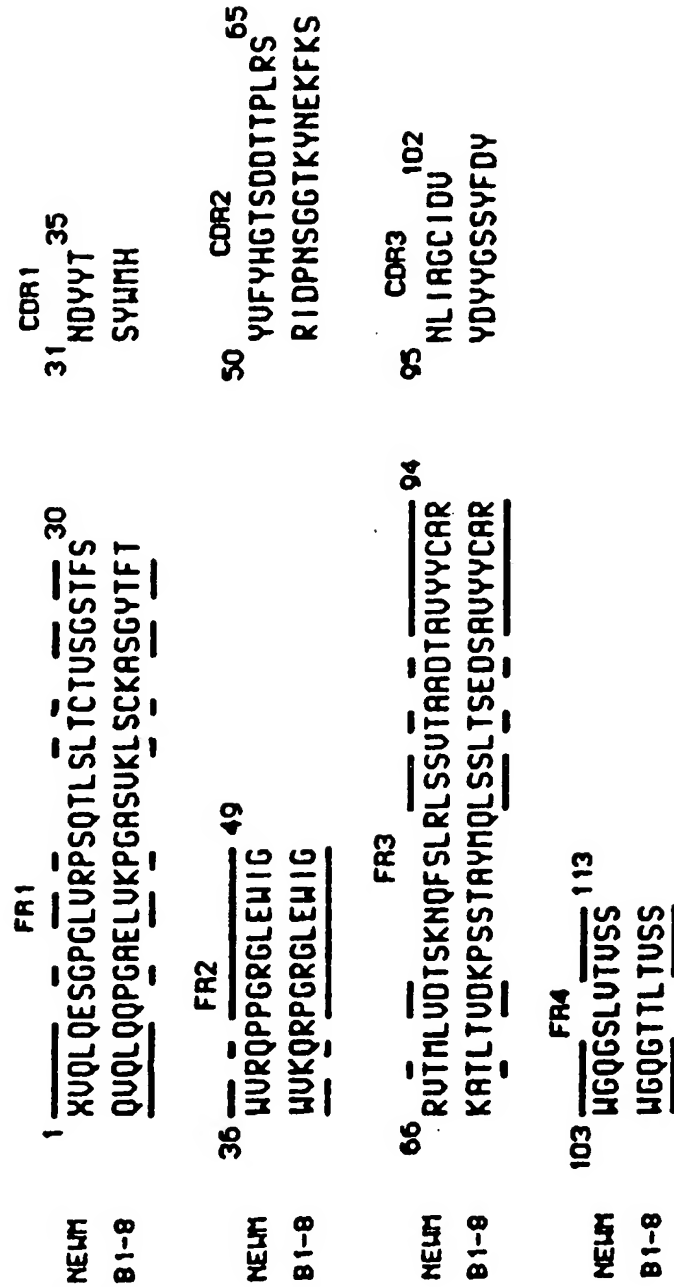 FR1 CDR1
1 30 31 35
NEWM XVQLQESGPGLVRPSQTLSLTCTVSGSTFS NDYYT
B1-8 QVQLQQPGAELVKPGASVKLSCKASGYTFT SYWMH
FR2 CDR2
36 49 50 65
NEWM WVRQPPGRGLEWIG YVFYHGTSDDTTPLRS
B1-8 WVKQRPGRGLEWIG RIDPNSGGTKYNEKFKS
FR3 CDR3
66 94 95 102
NEWM RVTMLVDTSKNQFSLRLSSVTAADTAVYYCAR NLIAGCIDV
B1-8 KATLTVDKPSSTAYMQLSSLTSEDSAVYYCAR YDYYGSSYFDY
FR4
103 113
NEWM WGQGSLVTVSS
B1-8 WGQGTTLTVSS